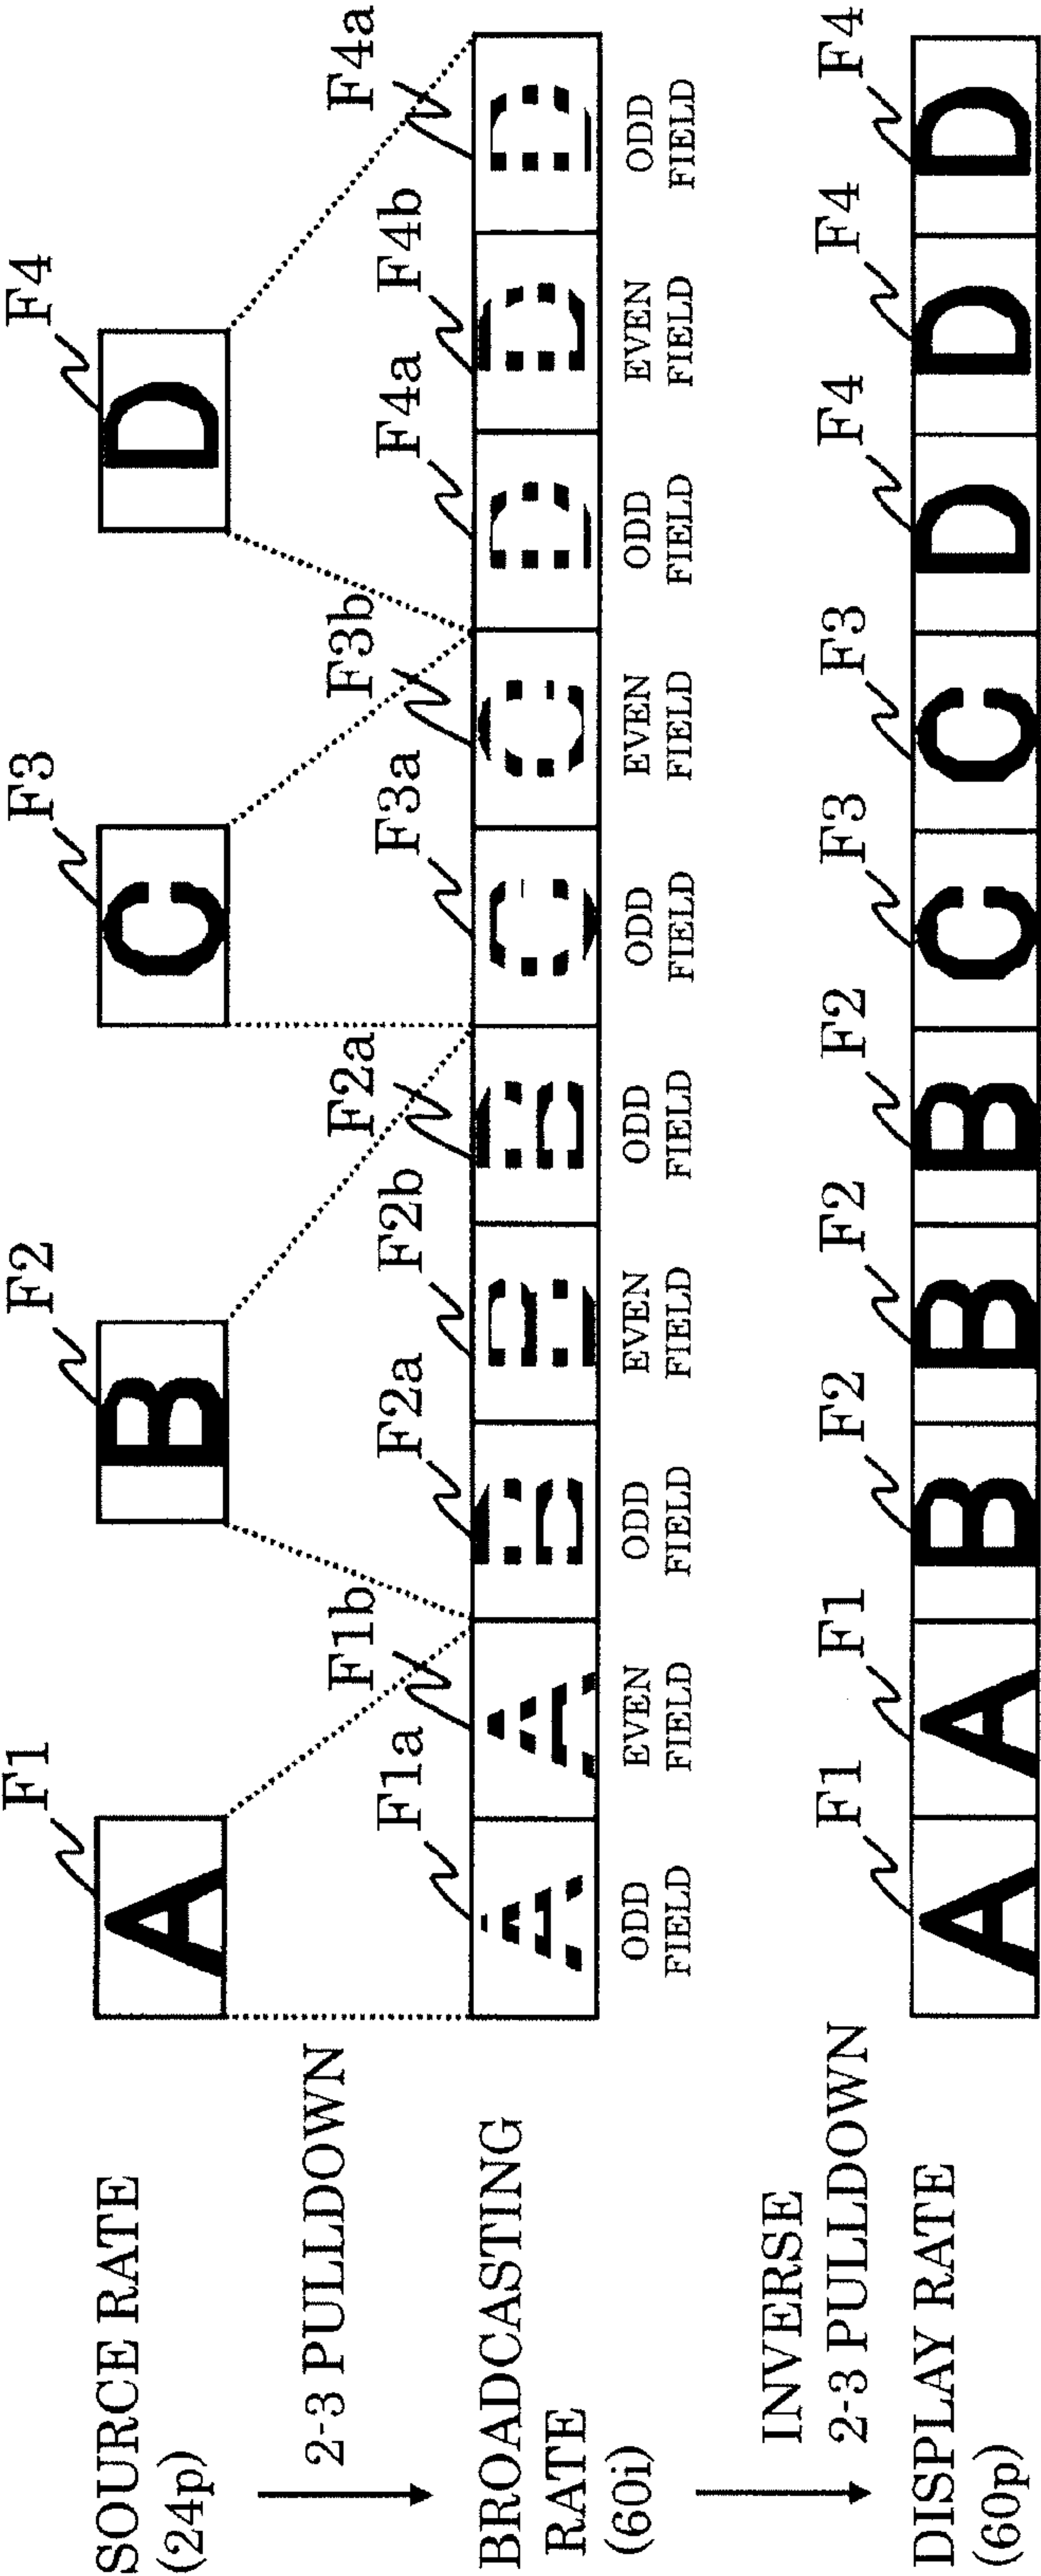 F1 F2 F3 F4
SOURCE RATE
(24p)
A B C D
2-3 PULLDOWN
F1b F2a F3b F4a
F1a F2a F2b F3a F4a F4b
BROADCASTING
RATE
(60i)
A A B B B C C D D D
ODD FIELD
EVEN FIELD
ODD FIELD
EVEN FIELD
ODD FIELD
ODD FIELD
EVEN FIELD
ODD FIELD
EVEN FIELD
ODD FIELD
INVERSE
2-3 PULLDOWN
F1 F1 F2 F2 F2 F3 F3 F4 F4 F4
DISPLAY RATE
(60p)
A A B B B C C D D D